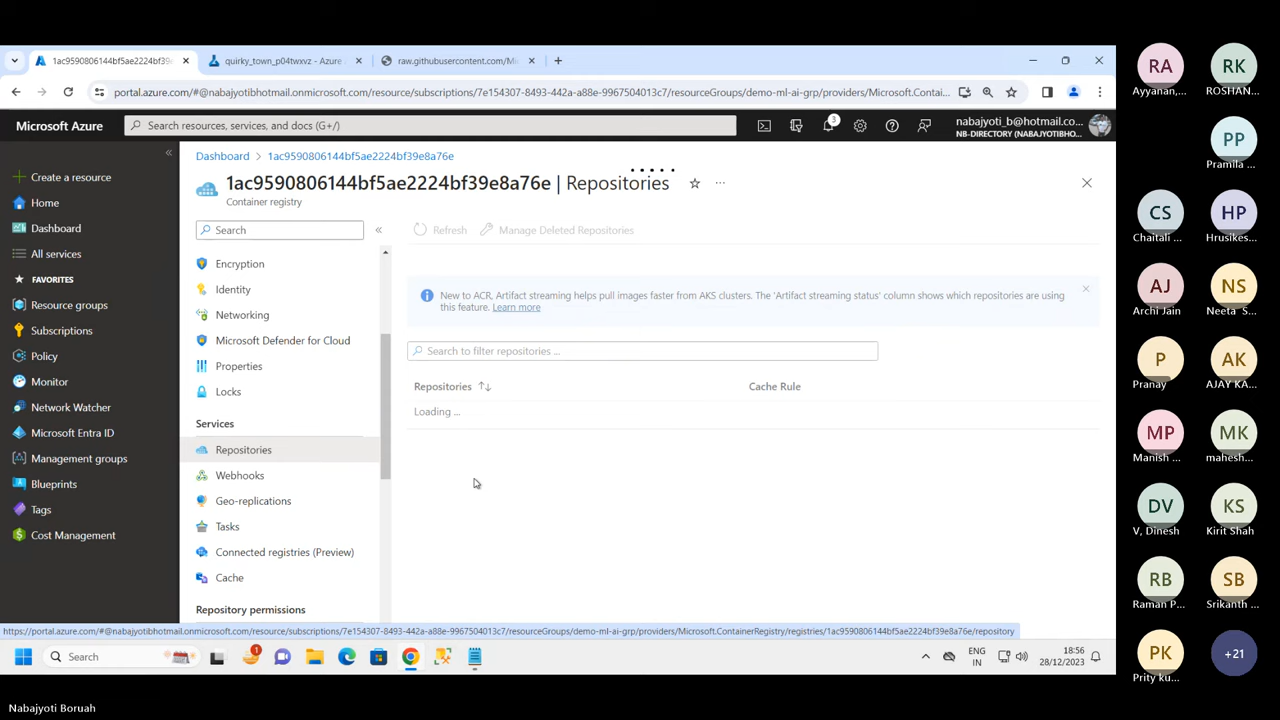 1ac9590806144bf5ae2224bf39e8a76e
quirky_town_p04twxvz - Azure
raw.githubusercontent.com/Mi
portal.azure.com/#@nabajyotibhotmail.onmicrosoft.com/resource/subscriptions/7e154307-8493-442a-a88e-9967504013c7/resourceGroups/demo-ml-ai-grp/providers/Microsoft.Contai...
Microsoft Azure
Search resources, services, and docs (G+/)
3
nabajyoti_b@hotmail.co...
NB-DIRECTORY (NABAJYOTIBHO...
Create a resource
Home
Dashboard
All services
FAVORITES
Resource groups
Subscriptions
Policy
Monitor
Network Watcher
Microsoft Entra ID
Management groups
Blueprints
Tags
Cost Management
Dashboard > 1ac9590806144bf5ae2224bf39e8a76e
1ac9590806144bf5ae2224bf39e8a76e | Repositories
Container registry
Search
Encryption
Identity
Networking
Microsoft Defender for Cloud
Properties
Locks
Services
Repositories
Webhooks
Geo-replications
Tasks
Connected registries (Preview)
Cache
Repository permissions
Refresh
Manage Deleted Repositories
New to ACR, Artifact streaming helps pull images faster from AKS clusters. The 'Artifact streaming status' column shows which repositories are using
this feature. Learn more
Search to filter repositories ...
Repositories
Cache Rule
Loading ...
https://portal.azure.com/#@nabajyotibhotmail.onmicrosoft.com/resource/subscriptions/7e154307-8493-442a-a88e-9967504013c7/resourceGroups/demo-ml-ai-grp/providers/Microsoft.ContainerRegistry/registries/1ac9590806144bf5ae2224bf39e8a76e/repository
Search
1
ENG
IN
18:56
28/12/2023
Nabajyoti Boruah
RA
Ayyanan,...
RK
ROSHAN...
PP
Pramila ...
CS
Chaitali ...
HP
Hrusikes...
AJ
Archi Jain
NS
Neeta S...
P
Pranay
AK
AJAY KA...
MP
Manish ...
MK
mahesh...
DV
V, Dinesh
KS
Kirit Shah
RB
Raman P...
SB
Srikanth ...
PK
Prity ku...
+21